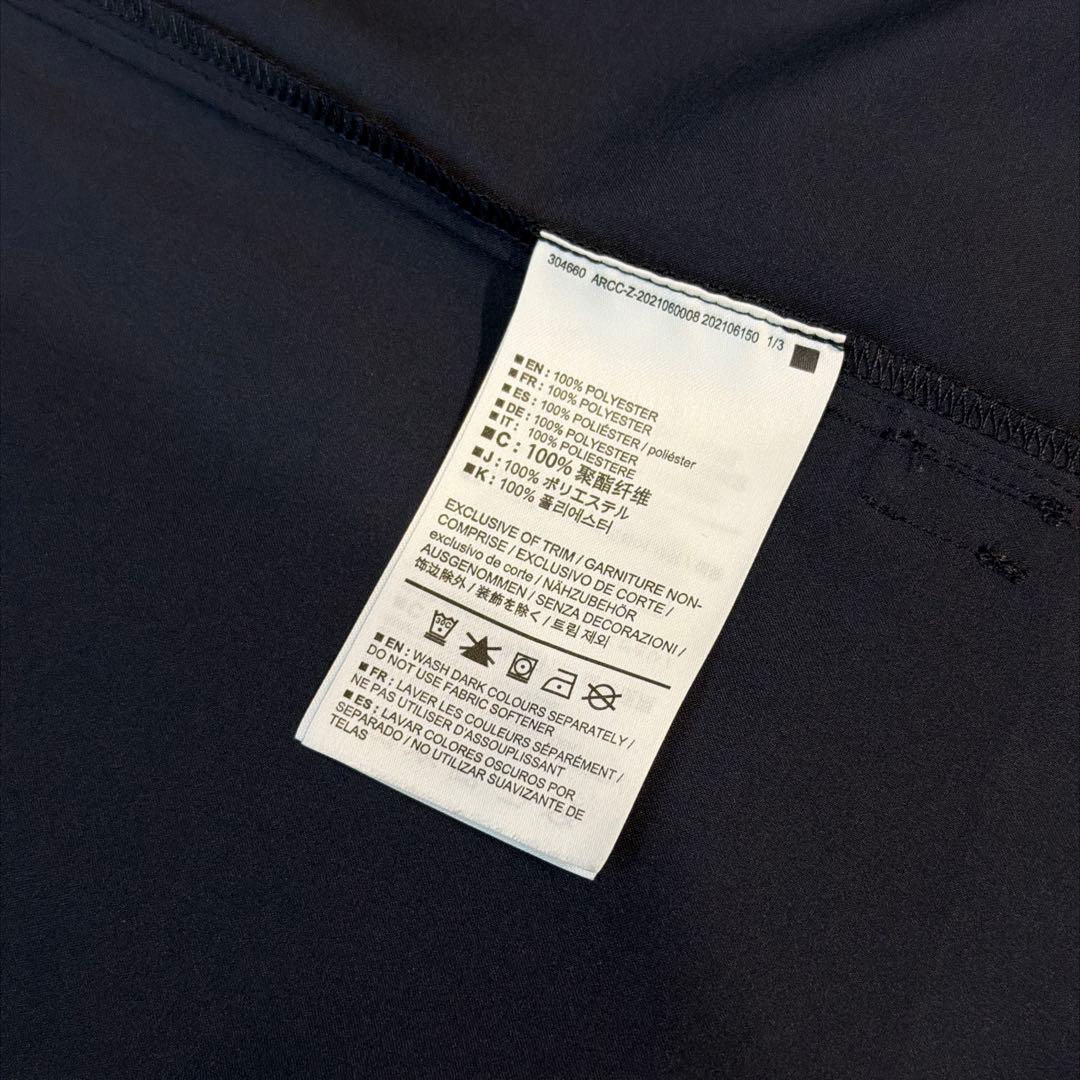 304660 ARCC-Z-2021060008 202106150 1/3
EN : 100% POLYESTER
FR : 100% POLYESTER
ES : 100% POLIÉSTER / poliéster
DE : 100% POLYESTER
IT : 100% POLIESTERE
C : 100% 聚酯纤维
J : 100% ポリエステル
K : 100% 폴리에스터
EXCLUSIVE OF TRIM / GARNITURE NON-
COMPRISE / EXCLUSIVO DE CORTE /
exclusivo de corte / NÄHZUBEHÖR
AUSGENOMMEN / SENZA DECORAZIONI /
饰边除外 / 装飾を除く / 트림 제외
30C
EN : WASH DARK COLOURS SEPARATELY /
DO NOT USE FABRIC SOFTENER
FR : LAVER LES COULEURS SÉPARÉMENT /
NE PAS UTILISER D'ASSOUPLISSANT
ES : LAVAR COLORES OSCUROS POR
SEPARADO / NO UTILIZAR SUAVIZANTE DE
TELAS